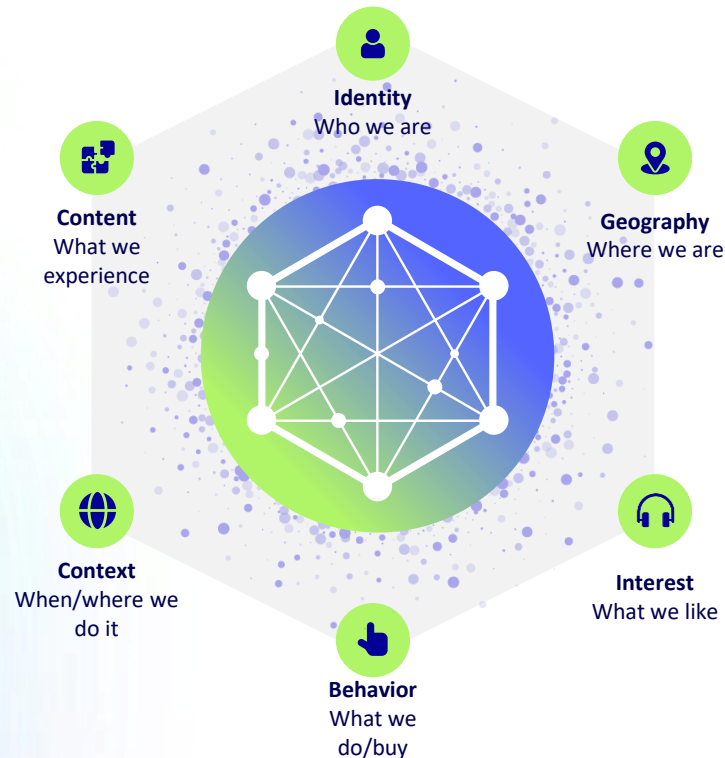 Identity
Who we are
Content
What we
experience
Geography
Where we are
Context
When/where we
do it
Interest
What we like
Behavior
What we
do/buy